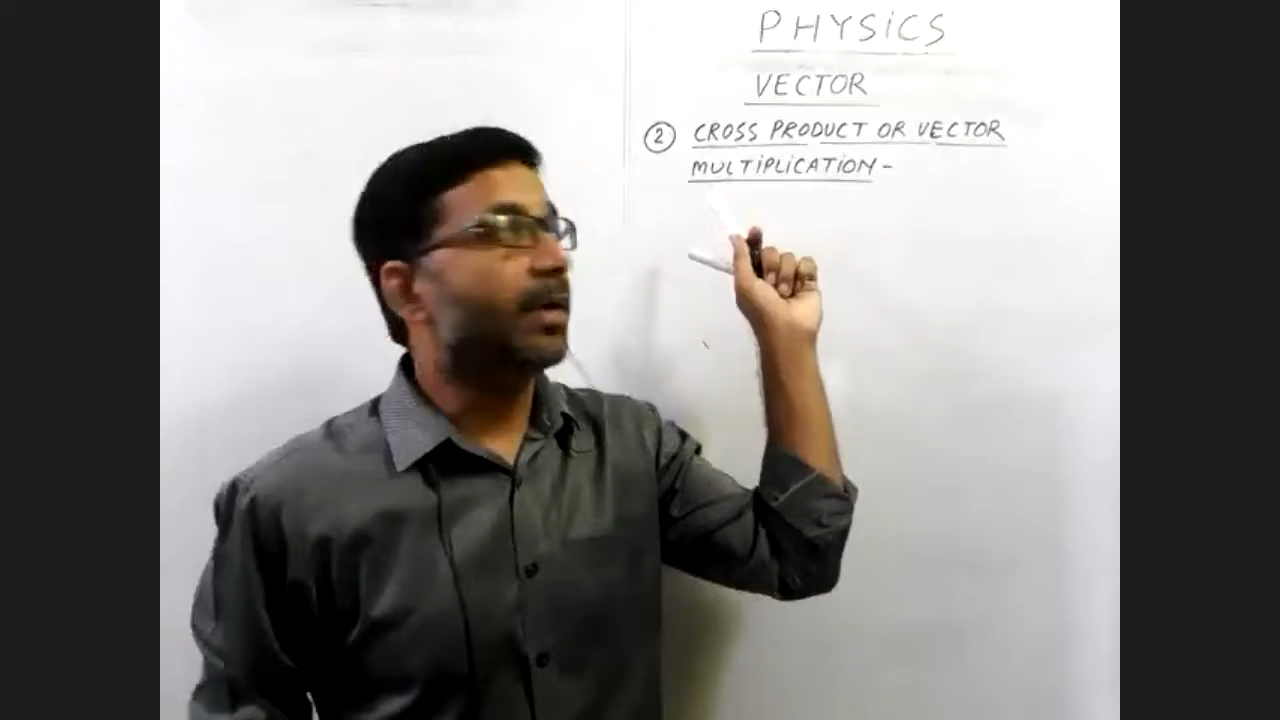 PHYSiCS
VECTOR
2 CROSS PRODUCT OR VECTOR
MULTiPLiCATiON -